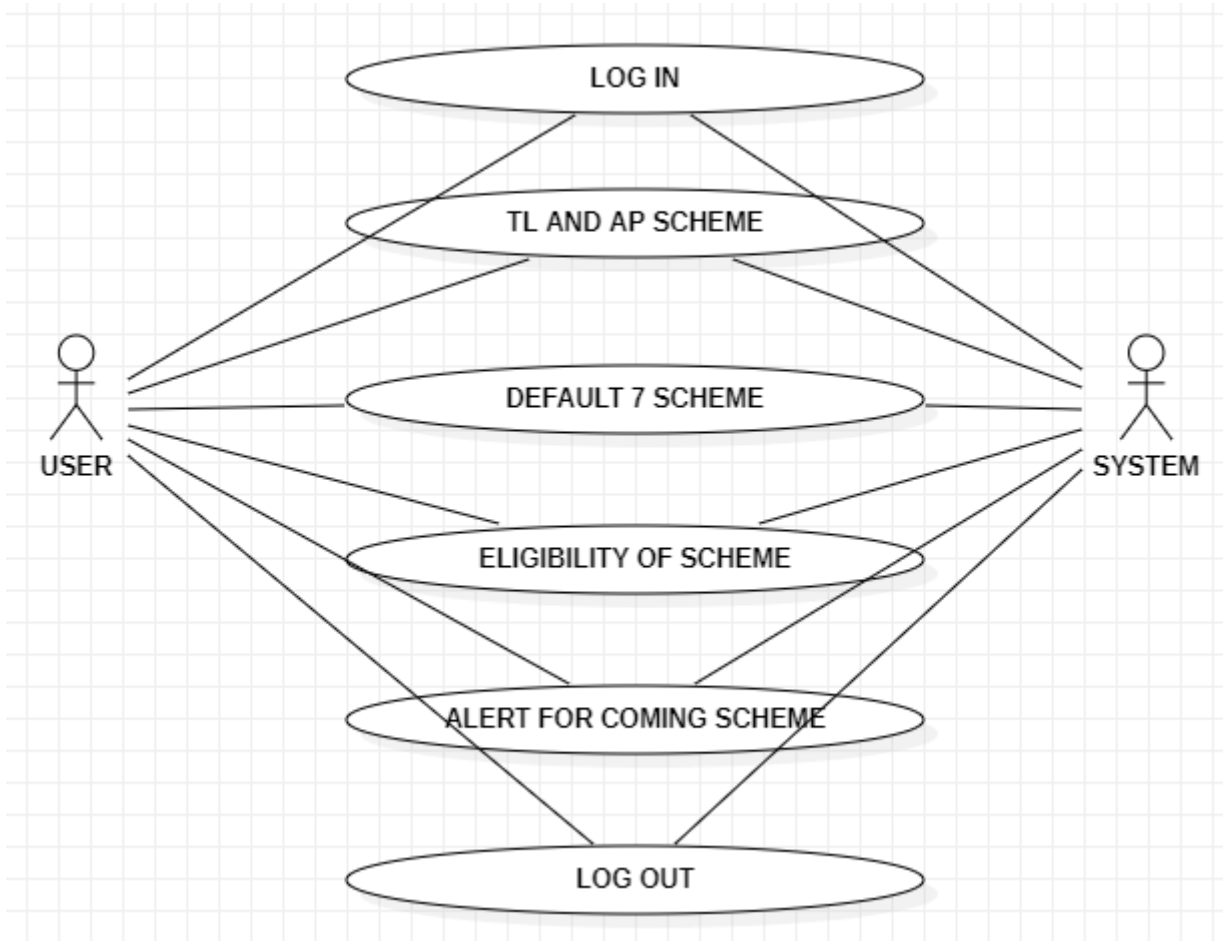 LOG IN
TL AND AP SCHEME
DEFAULT 7 SCHEME
USER
SYSTEM
ELIGIBILITY OF SCHEME
ALERT FOR COMING SCHEME
LOG OUT